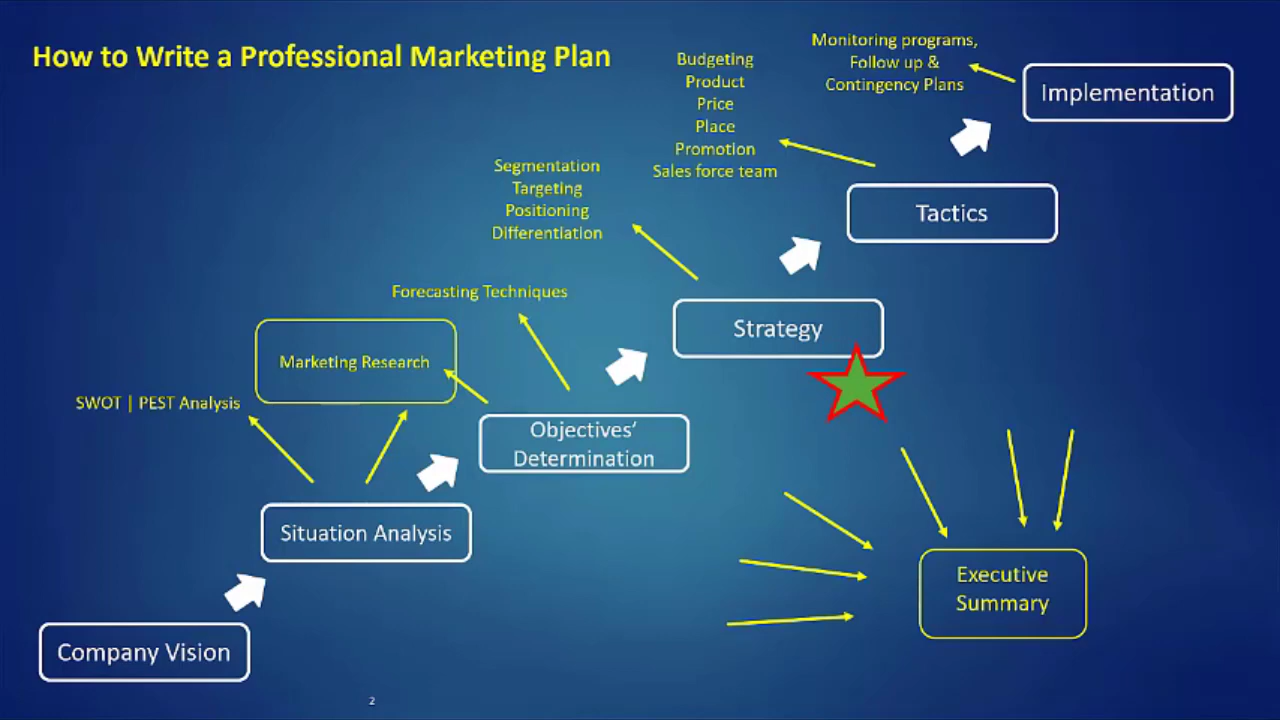 How to Write a Professional Marketing Plan
Monitoring programs,
Follow up &
Contingency Plans
Implementation
Budgeting
Product
Price
Place
Promotion
Sales force team
Tactics
Segmentation
Targeting
Positioning
Differentiation
Strategy
Forecasting Techniques
Marketing Research
SWOT | PEST Analysis
Objectives’
Determination
Situation Analysis
Executive
Summary
Company Vision
2